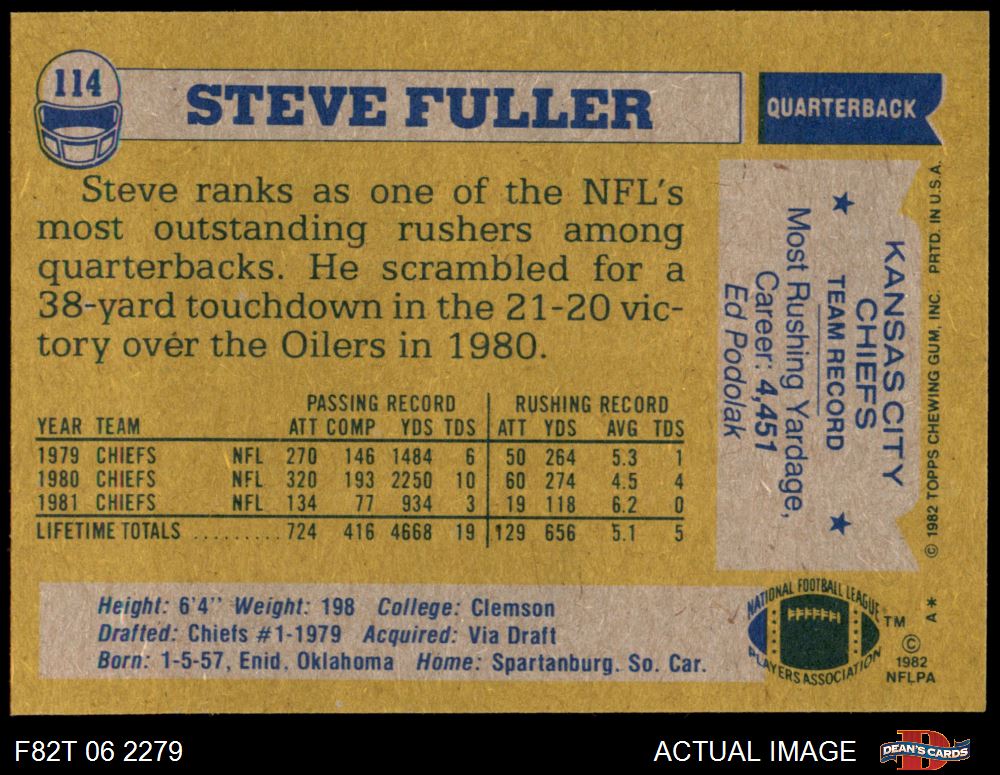 114
STEVE FULLER
QUARTERBACK
Steve ranks as one of the NFL's
most outstanding rushers among
quarterbacks. He scrambled for a
38-yard touchdown in the 21-20 vic-
tory over the Oilers in 1980.
KANSAS CITY
CHIEFS
TEAM RECORD
Most Rushing Yardage,
Career: 4,451
Ed Podolak
© 1982 TOPPS CHEWING GUM, INC. PRTD. IN U.S.A.
PASSING RECORD RUSHING RECORD
YEAR TEAM ATT COMP YDS TDS ATT YDS AVG TDS
1979 CHIEFS NFL 270 146 1484 6 50 264 5.3 1
1980 CHIEFS NFL 320 193 2250 10 60 274 4.5 4
1981 CHIEFS NFL 134 77 934 3 19 118 6.2 0
LIFETIME TOTALS ......... 724 416 4668 19 129 656 5.1 5
Height: 6'4" Weight: 198 College: Clemson
Drafted: Chiefs #1-1979 Acquired: Via Draft
Born: 1-5-57, Enid, Oklahoma Home: Spartanburg, So. Car.
NATIONAL FOOTBALL LEAGUE
PLAYERS ASSOCIATION
TM
©
1982
NFLPA
A*
F82T 06 2279
ACTUAL IMAGE
D
DEAN'S CARDS